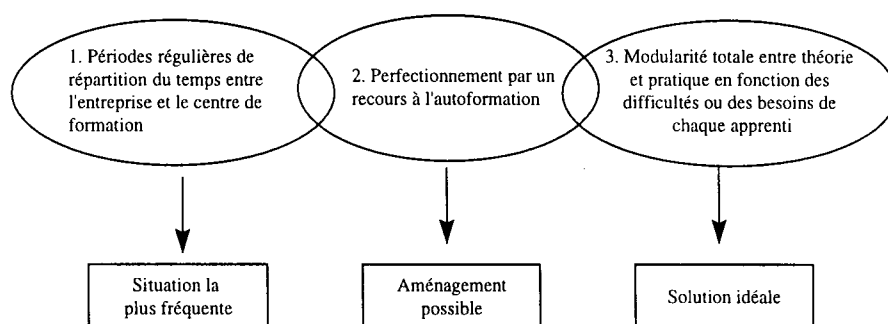 1. Périodes régulières de
répartition du temps entre
l'entreprise et le centre de
formation
2. Perfectionnement par un
recours à l'autoformation
3. Modularité totale entre théorie
et pratique en fonction des
difficultés ou des besoins de
chaque apprenti
Situation la
plus fréquente
Aménagement
possible
Solution idéale